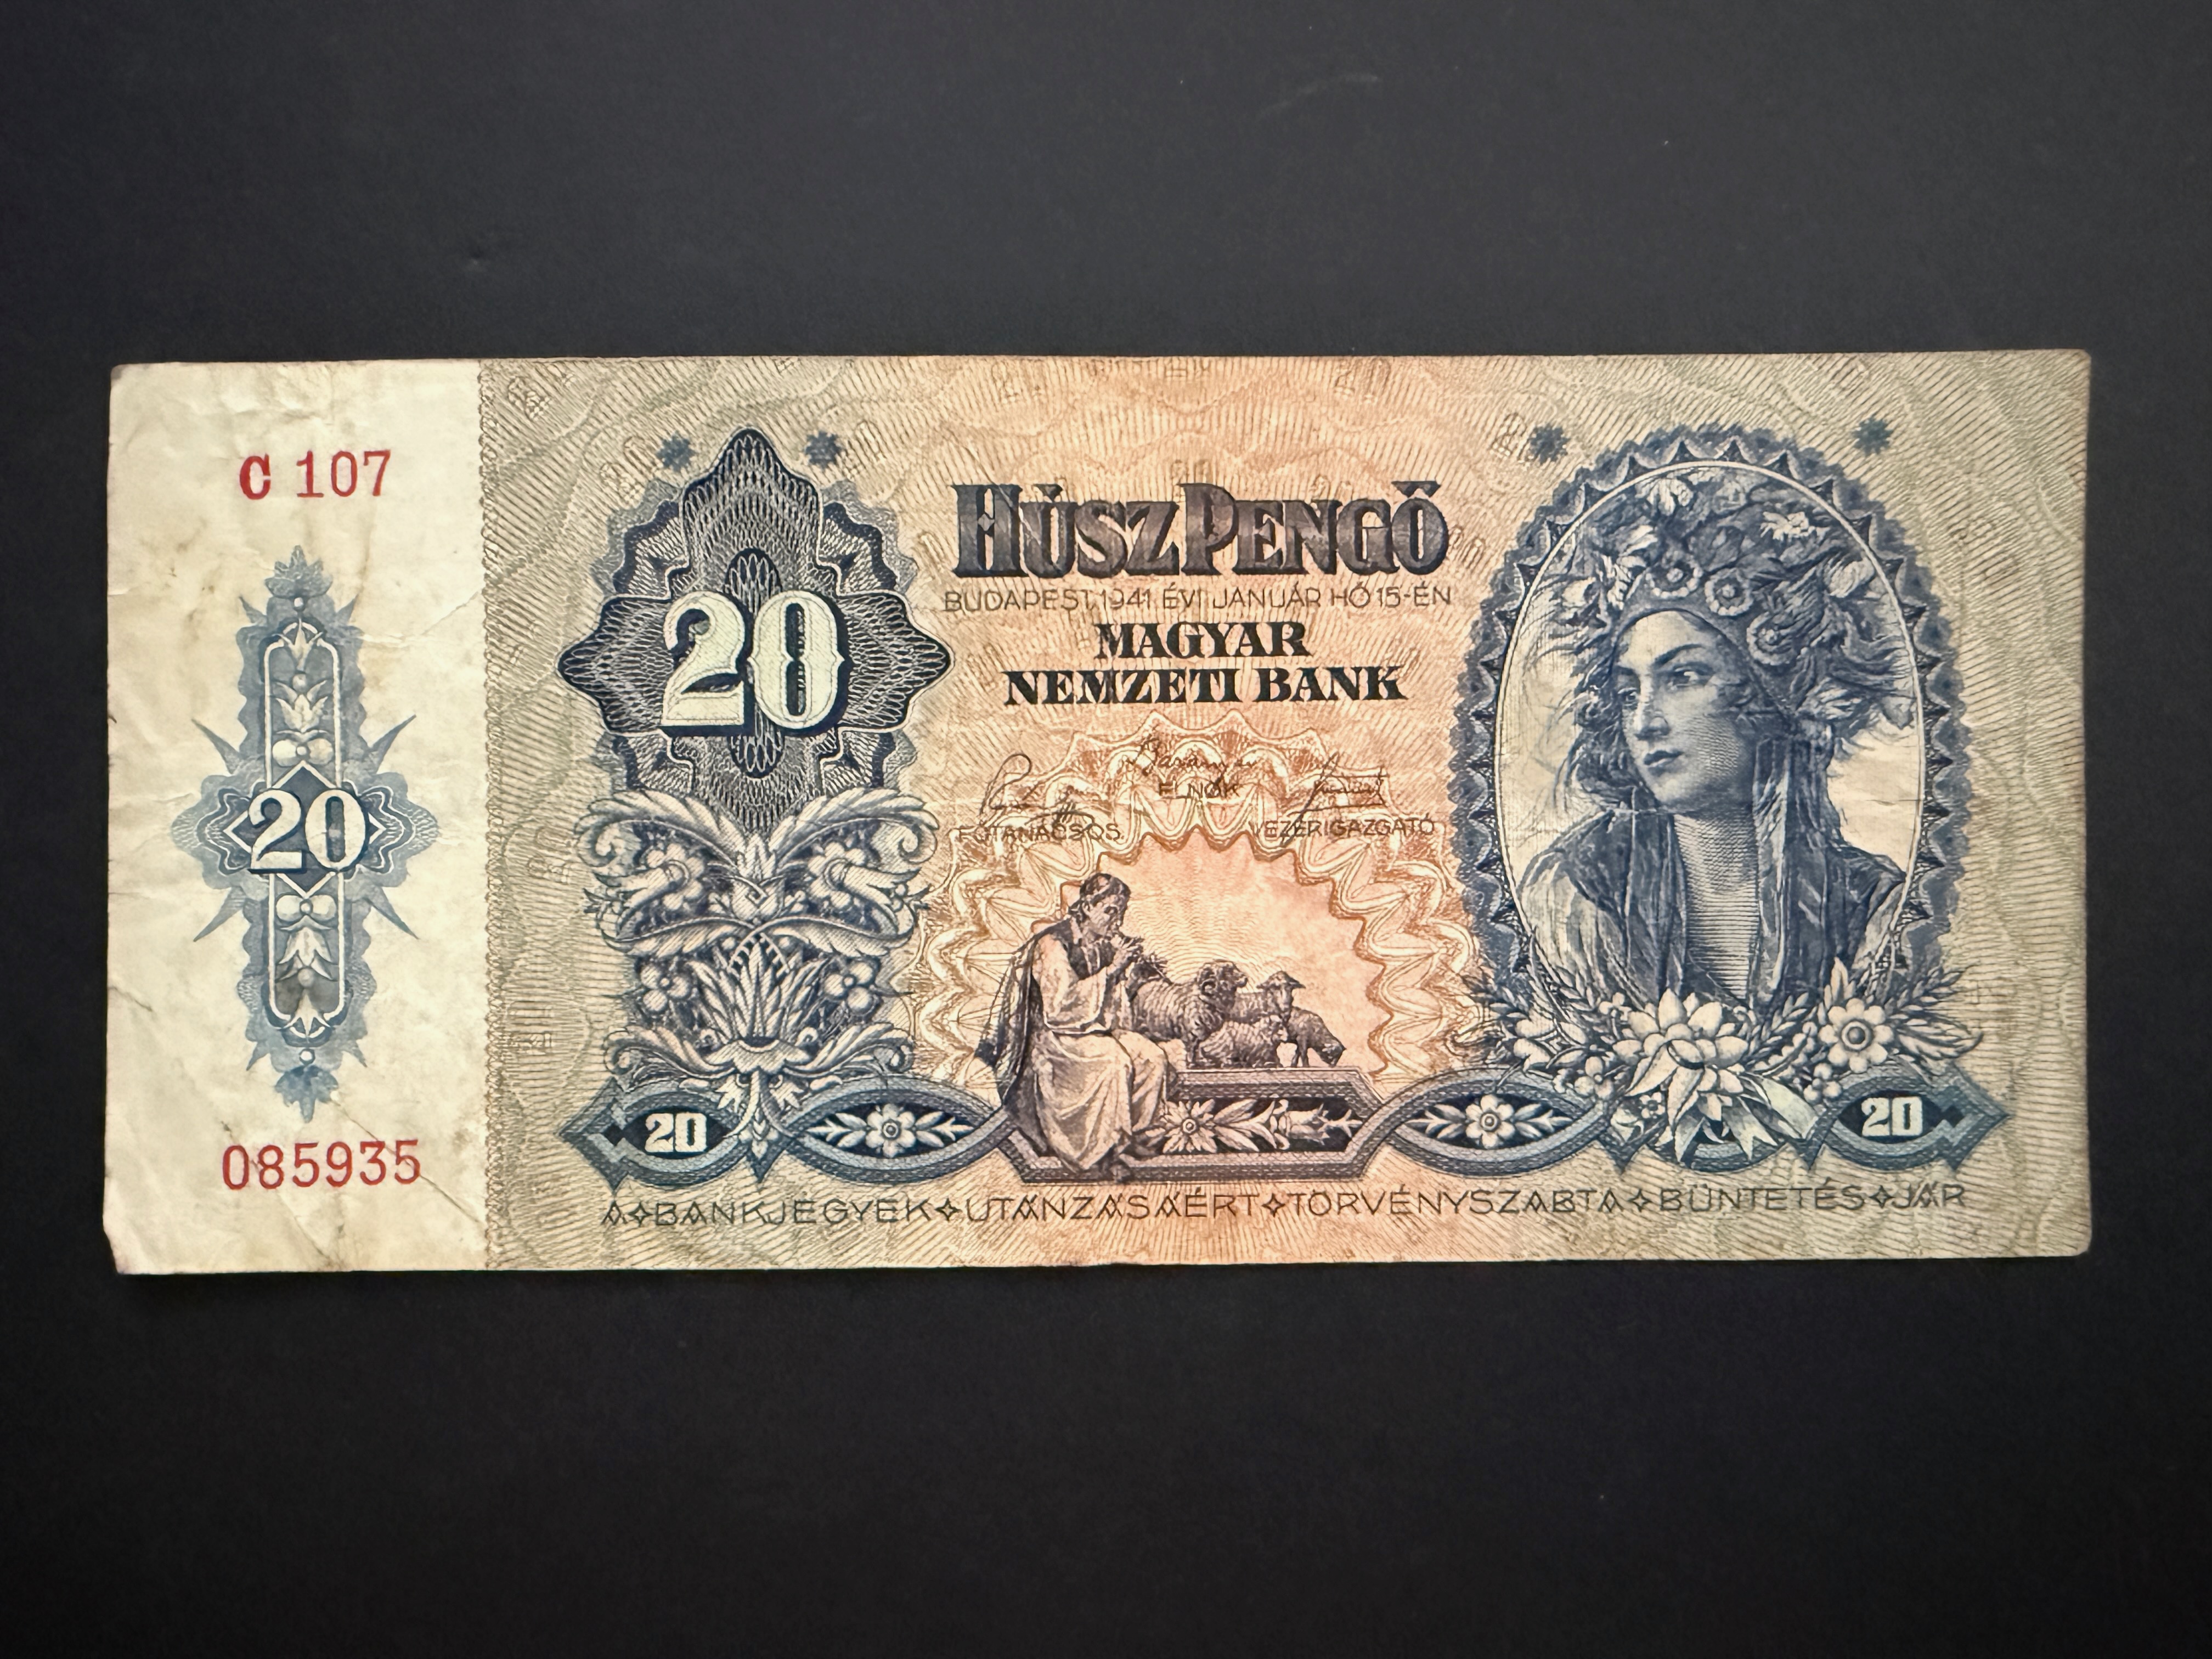 C 107
20
085935
20
HÚSZ PENGŐ
BUDAPEST, 1941. ÉVI JANUÁR HÓ 15-ÉN
MAGYAR
NEMZETI BANK
ELNÖK
FŐTANÁCSOS
VEZÉRIGAZGATÓ
20
20
A BANKJEGYEK UTÁNZÁSÁÉRT TÖRVÉNYSZABTA BÜNTETÉS JÁR